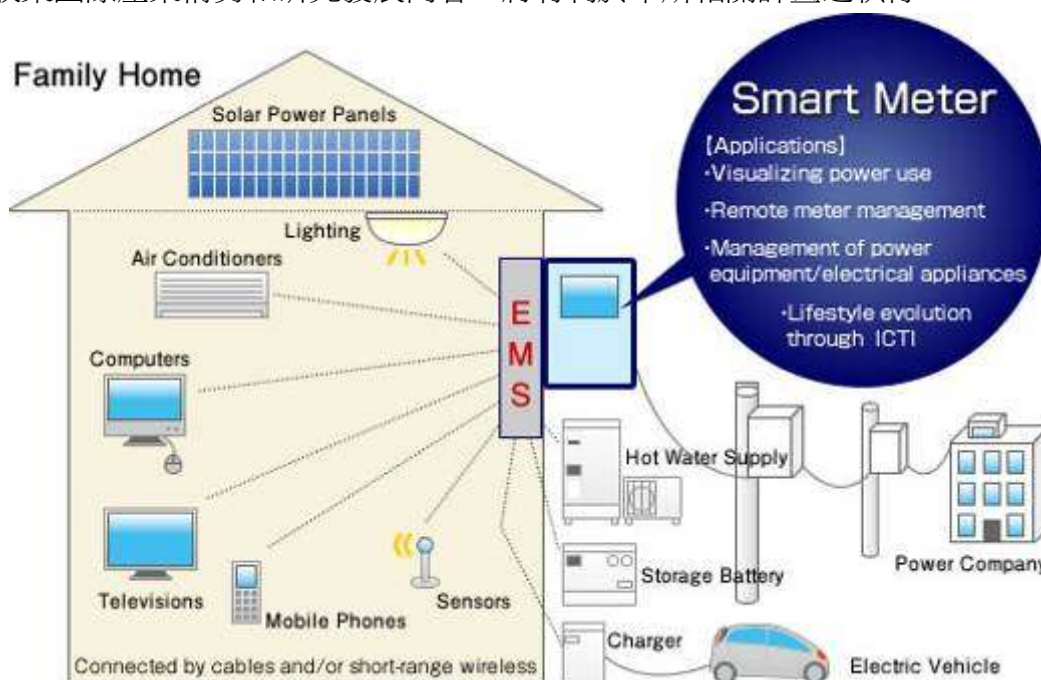 Family Home
Solar Power Panels
Smart Meter
[Applications]
·Visualizing power use
·Remote meter management
·Management of power
equipment/electrical appliances
·Lifestyle evolution
through ICTI
Lighting
Air Conditioners
EMS
Computers
Hot Water Supply
Power Company
Storage Battery
Televisions
Mobile Phones
Sensors
Charger
Electric Vehicle
Connected by cables and/or short-range wireless